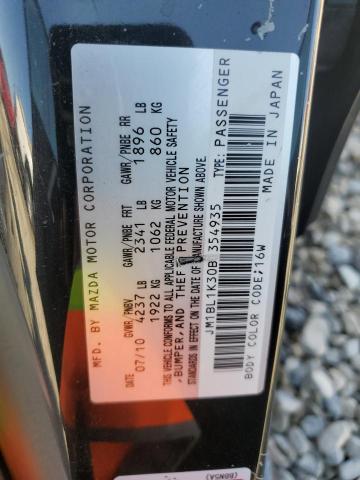 MFD. BY MAZDA MOTOR CORPORATION
GVWR/PNBV GAWR/PNBE FRT GAWR/PNBE RR
07/10 4237 LB 2341 LB 1896 LB
1922 KG 1062 KG 860 KG
THIS VEHICLE CONFORMS TO ALL APPLICABLE FEDERAL MOTOR VEHICLE SAFETY
,BUMPER,AND THEFT PREVENTION
STANDARDS IN EFFECT ON THE DATE OF MANUFACTURE SHOWN ABOVE.
JM1BL1K30B 354935 TYPE: PASSENGER
BODY COLOR CODE;16W MADE IN JAPAN
(BBN5A)